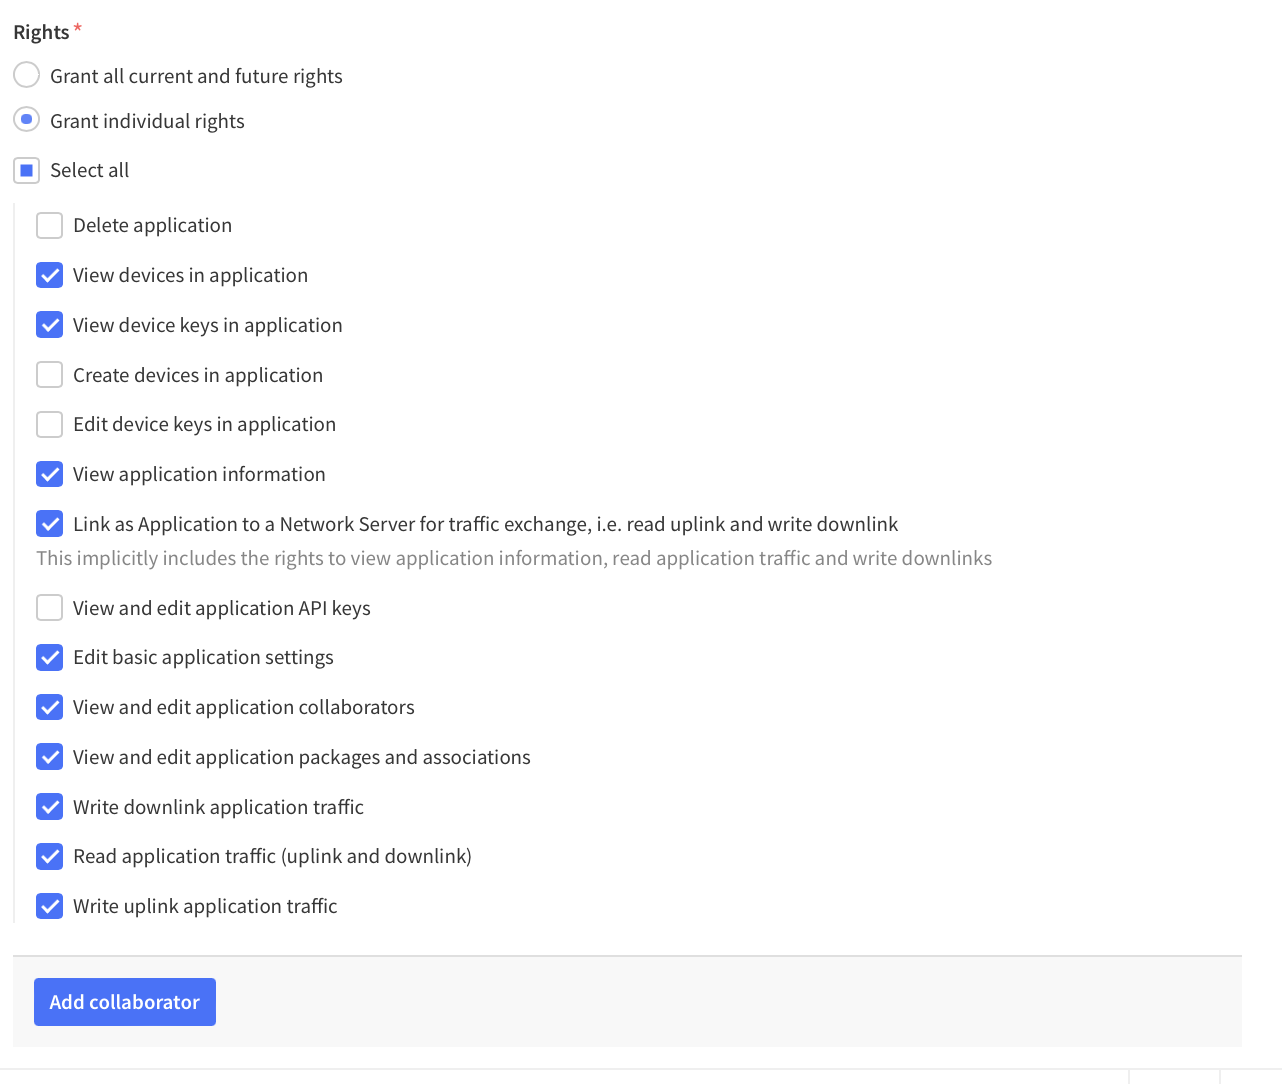 Rights *
Grant all current and future rights
Grant individual rights
Select all
Delete application
View devices in application
View device keys in application
Create devices in application
Edit device keys in application
View application information
Link as Application to a Network Server for traffic exchange, i.e. read uplink and write downlink
This implicitly includes the rights to view application information, read application traffic and write downlinks
View and edit application API keys
Edit basic application settings
View and edit application collaborators
View and edit application packages and associations
Write downlink application traffic
Read application traffic (uplink and downlink)
Write uplink application traffic
Add collaborator